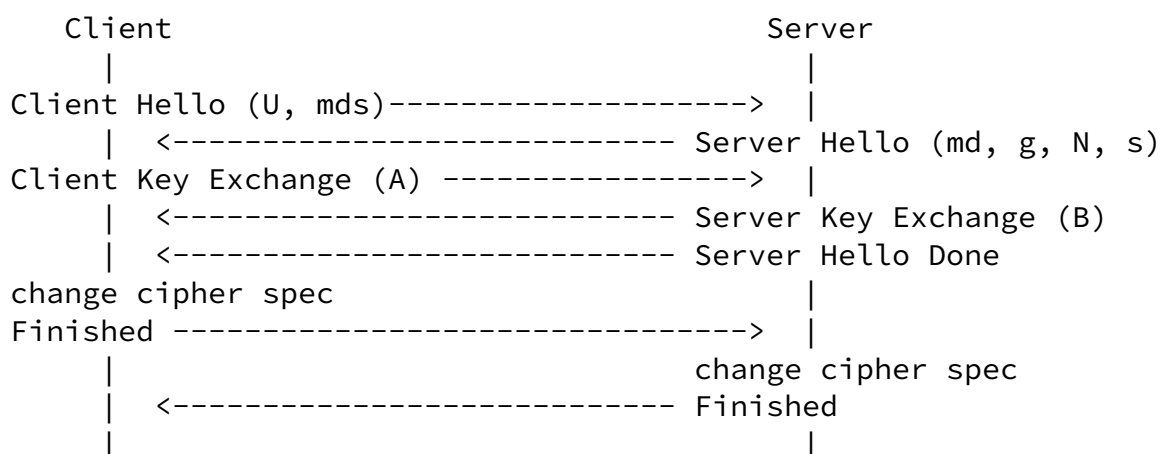 Client                                            Server
|                                                |
Client Hello (U, mds)--------------------> |
| <---------------------------- Server Hello (md, g, N, s)
Client Key Exchange (A) -----------------> |
| <---------------------------- Server Key Exchange (B)
| <---------------------------- Server Hello Done
change cipher spec                                |
Finished --------------------------------> |
|                                         change cipher spec
| <---------------------------- Finished
|                                                |